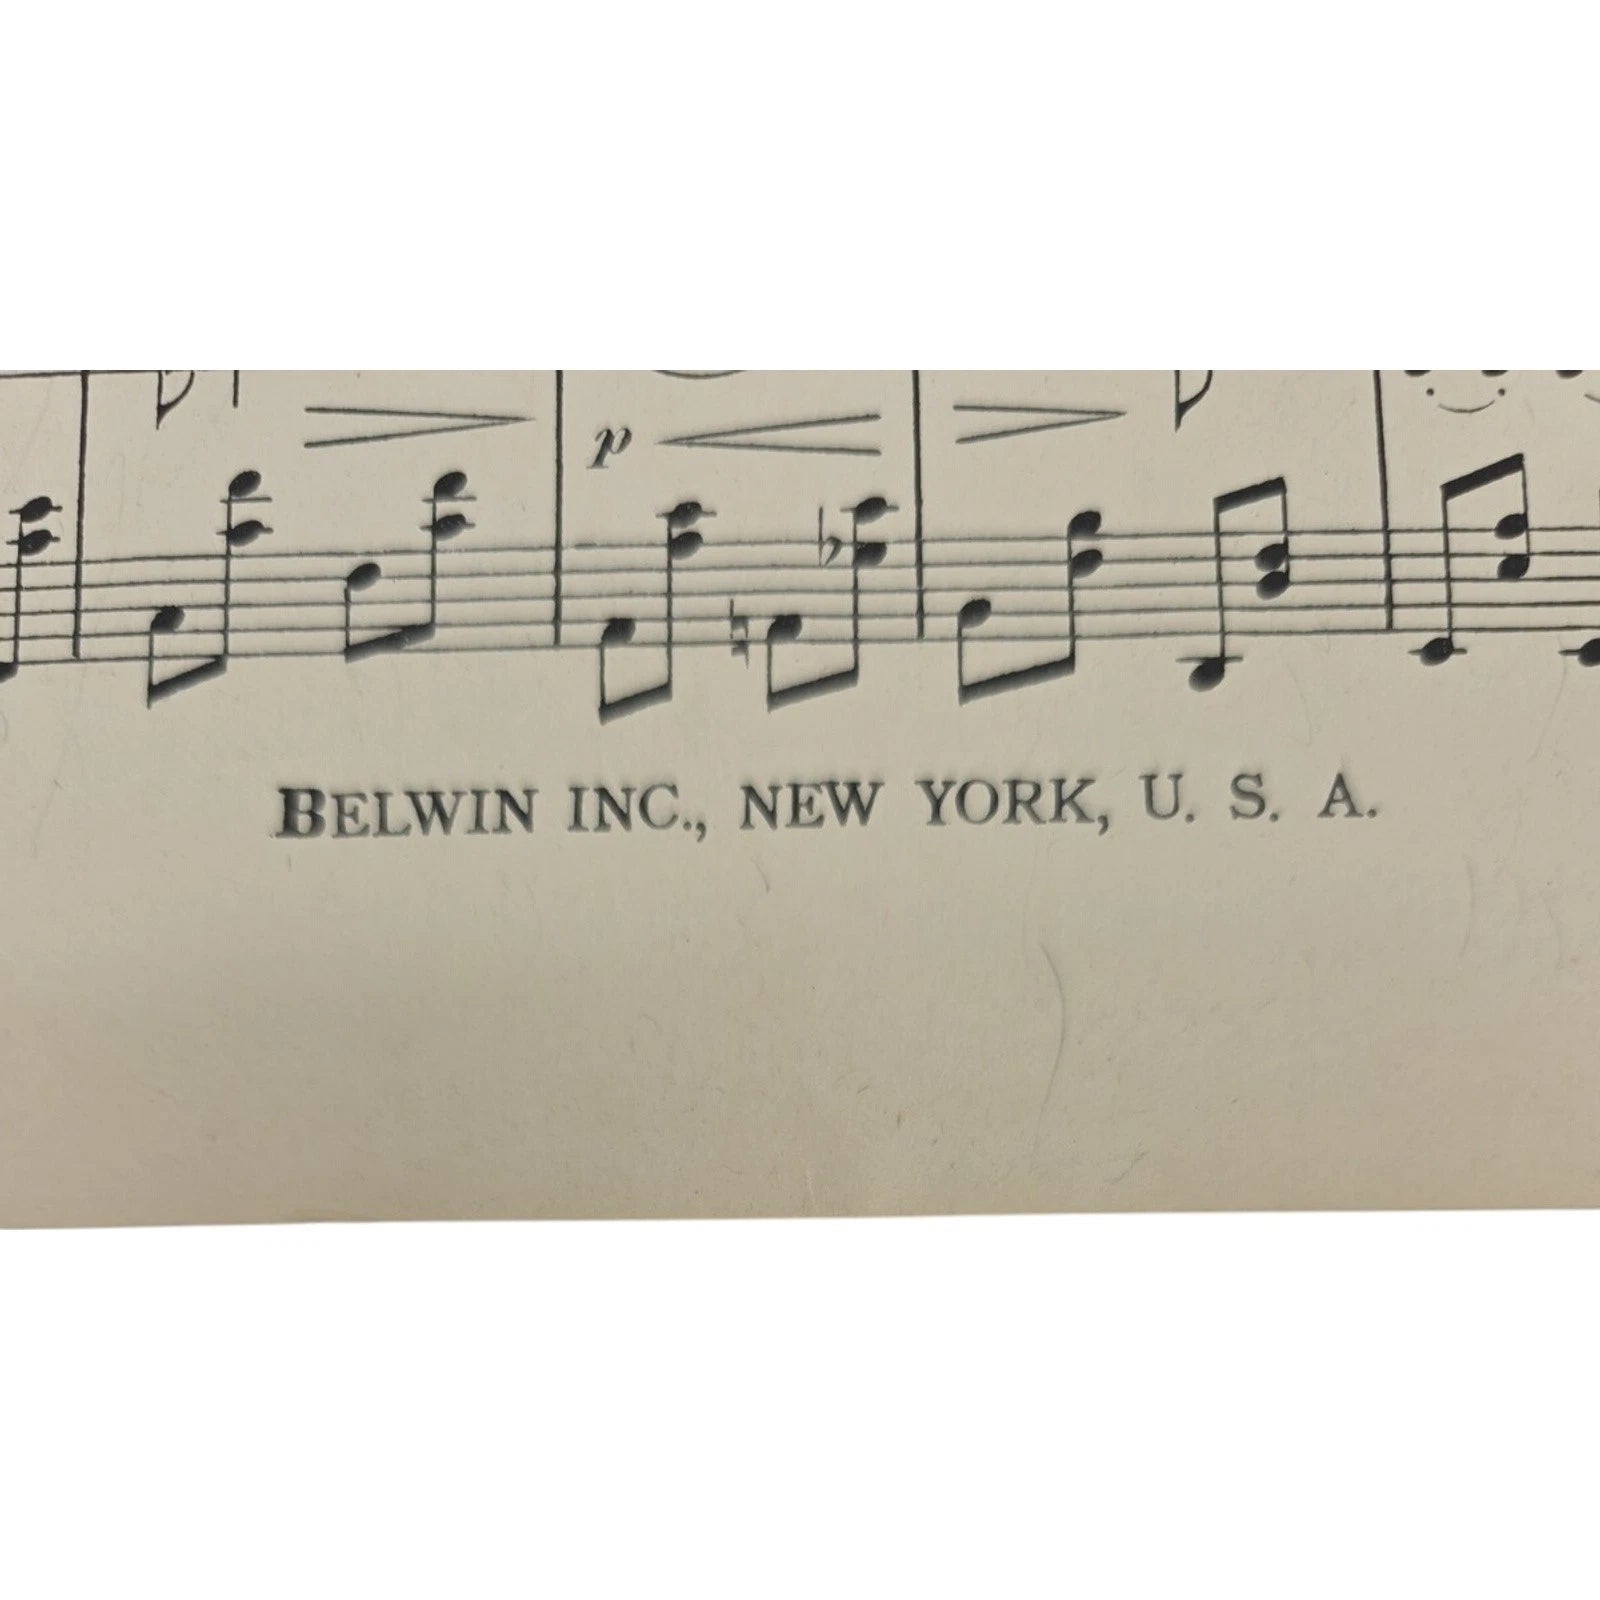 p
BELWIN INC., NEW YORK, U. S. A.